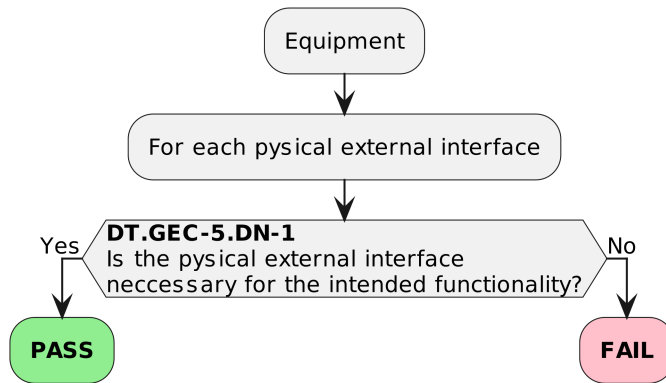 Equipment
For each pysical external interface
DT.GEC-5.DN-1
Yes
No
Is the pysical external interface
neccessary for the intended functionality?
PASS
FAIL